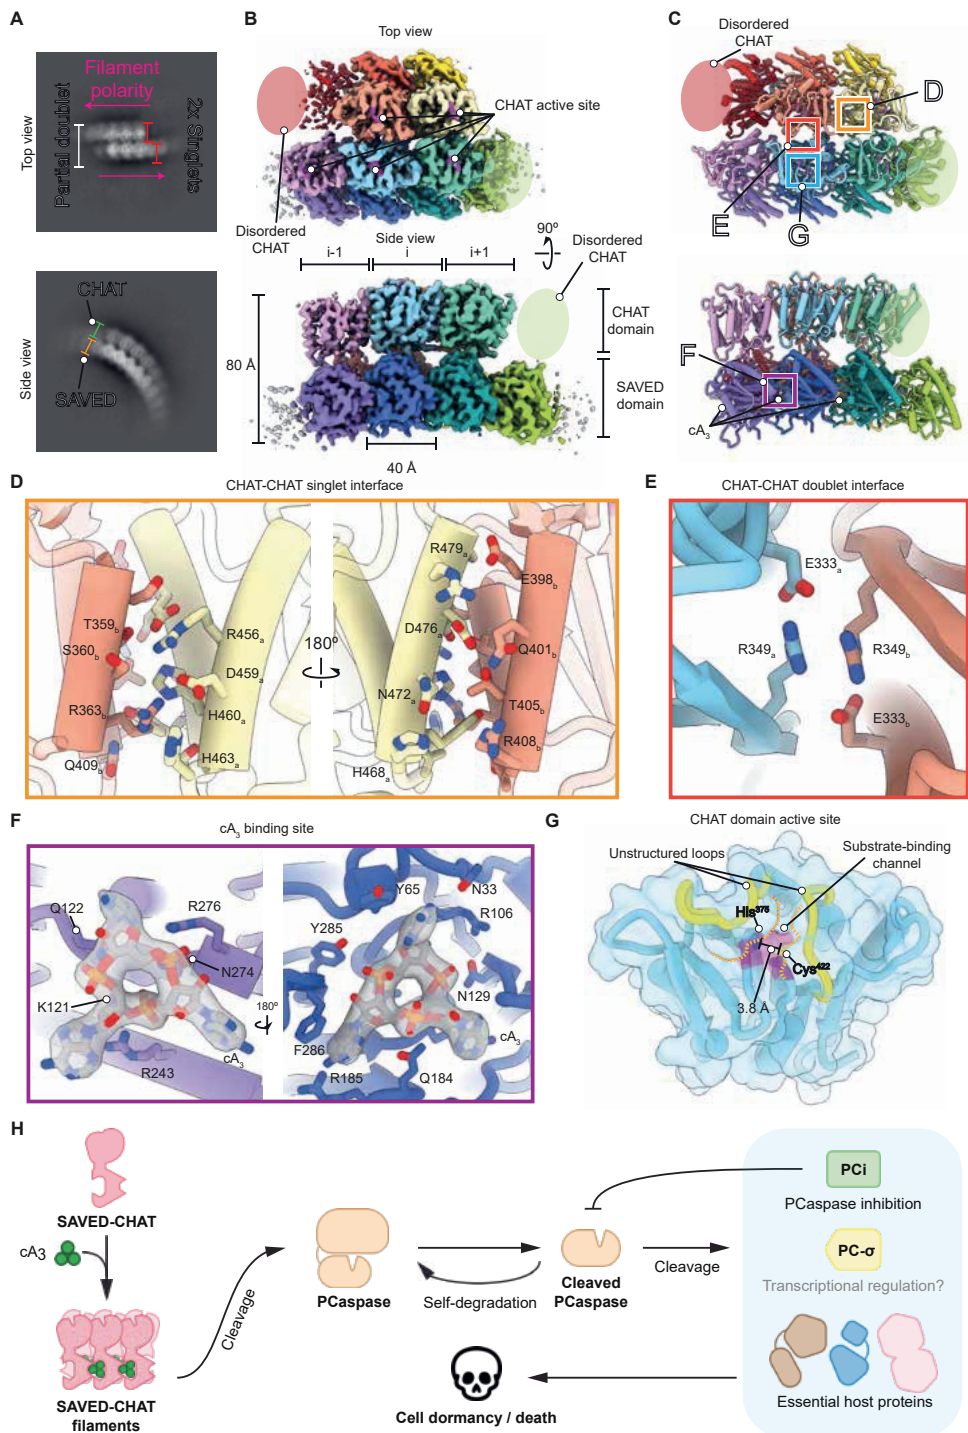 A
Top view
Filament
polarity
Partial doublet
2x Singlets
Side view
CHAT
SAVED
B
Top view
CHAT active site
Disordered
CHAT
Side view
i-1
i
i+1
90º
Disordered
CHAT
80 Å
CHAT
domain
SAVED
domain
40 Å
C
Disordered
CHAT
D
E
G
F
cA3
D
CHAT-CHAT singlet interface
T359b
S360b
R363b
Q409b
R456a
D459a
H460a
H463a
180º
R479a
E398b
D476a
Q401b
N472a
T405b
R408b
H468a
E
CHAT-CHAT doublet interface
E333a
R349a
R349b
E333b
F
cA3 binding site
Q122
R276
N274
K121
R243
cA3
180º
Y65
N33
R106
Y285
N129
F286
cA3
R185
Q184
G
CHAT domain active site
Unstructured loops
Substrate-binding
channel
His375
Cys422
3.8 Å
H
SAVED-CHAT
cA3
SAVED-CHAT
filaments
Cleavage
PCaspase
Self-degradation
Cleaved
PCaspase
Cleavage
PCi
PCaspase inhibition
PC-σ
Transcriptional regulation?
Essential host proteins
Cell dormancy / death